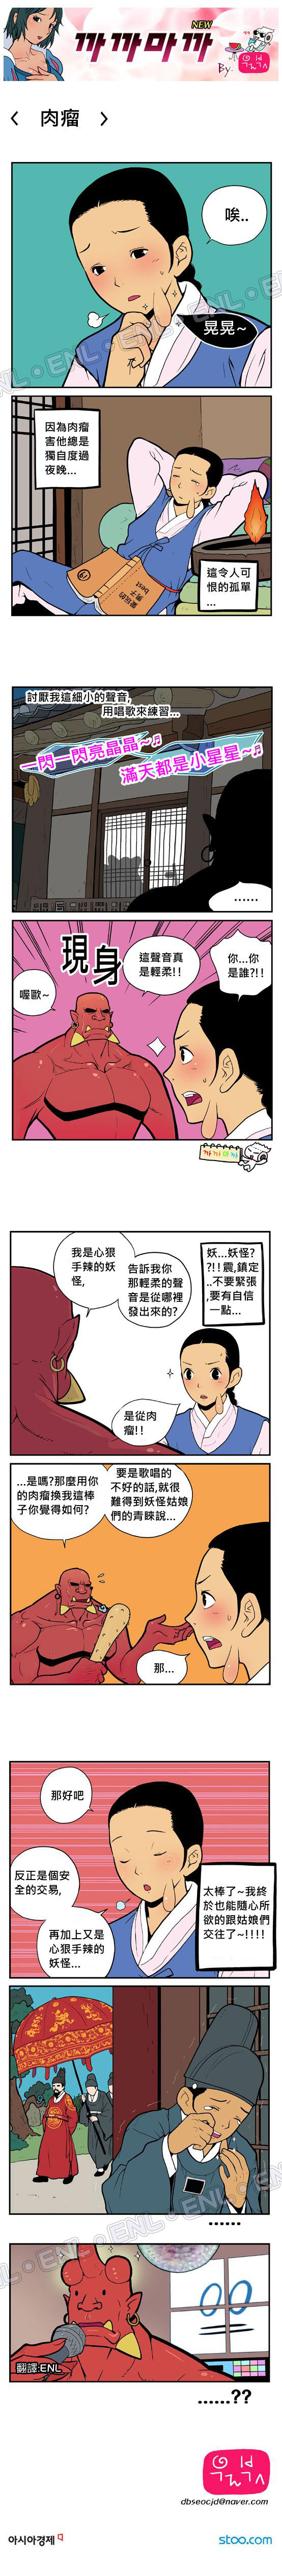 NEW
까까마까
By.
< 肉瘤 >
唉..
晃晃~
因為肉瘤
害他總是
獨自度過
夜晚...
這令人可
恨的孤單
...
討厭我這細小的聲音,
用唱歌來練習...
一閃一閃亮晶晶~♬
滿天都是小星星~♬
......
現身
喔歐~
這聲音真
是輕柔!!
你...你
是誰?!!
까까마까
我是心狠
手辣的妖
怪,
告訴我你
那輕柔的聲
音是從哪裡
發出來的?
妖...妖怪?
?!!震,鎮定
..不要緊張
,要有自信
一點...
是從肉
瘤!!
...是嗎?那麼用你
的肉瘤換我這棒
子你覺得如何?
要是歌唱的
不好的話,就很
難得到妖怪姑娘
們的青睞說...
那...
那好吧
反正是個安
全的交易,
再加上又是
心狠手辣的
妖怪...
太棒了~我終
於也能隨心所
欲的跟姑娘們
交往了~!!!!
......
翻譯:ENL
......??
dbseocjd@naver.com
아시아경제
stoo.com
ENL